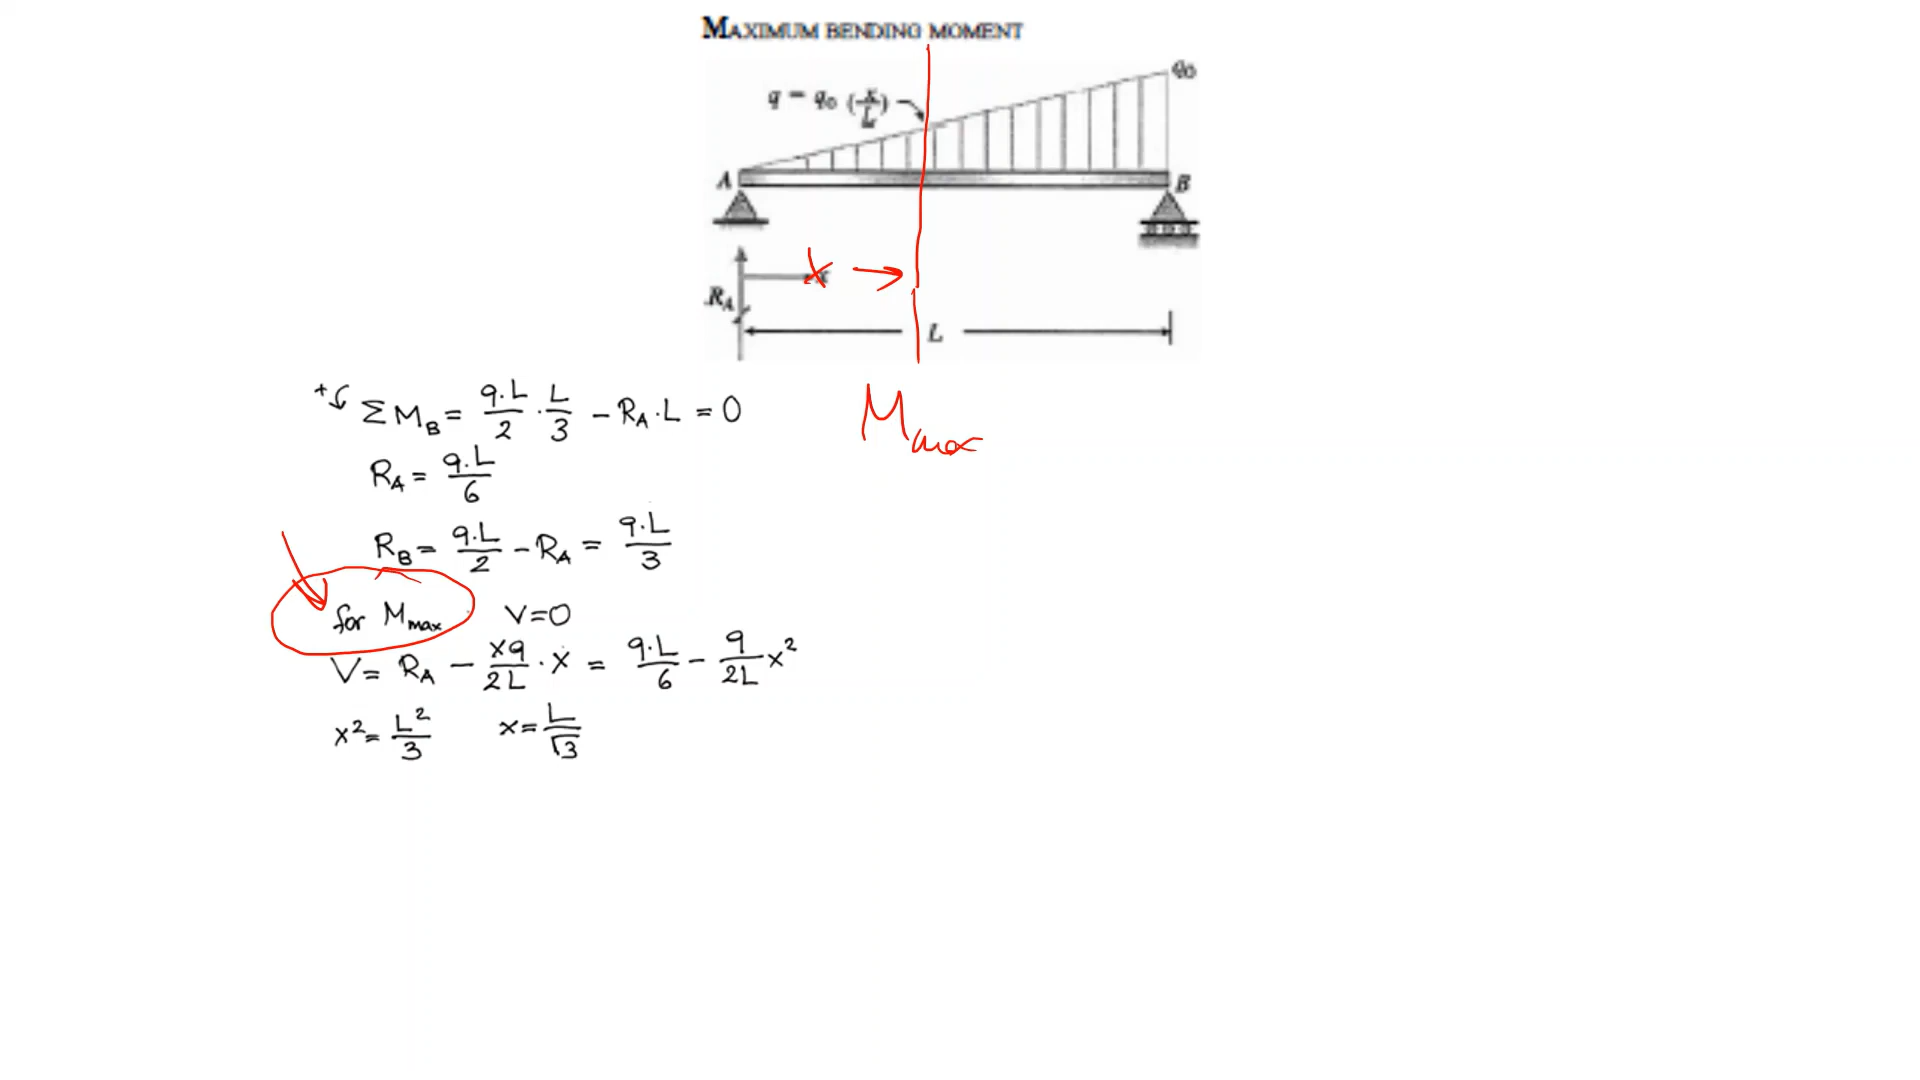 MAXIMUM BENDING MOMENT
q0
q = q0 (x/L)
A
B
x
RA
L
Mmax
+ ΣMB = q.L/2 · L/3 − RA·L = 0
RA = q.L/6
RB = q.L/2 − RA = q.L/3
for Mmax V=0
V = RA − xq/2L · x = q.L/6 − q/2L x²
x² = L²/3 x = L/√3